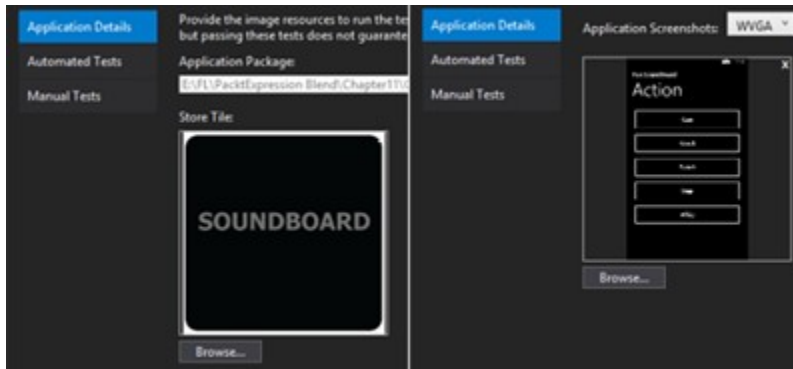 Application Details
Automated Tests
Manual Tests
Provide the image resources to run the te
but passing these tests does not guarante
Application Package:
E:\FL\PacktExpression Blend\Chapter11\
Store Tile:
SOUNDBOARD
Browse...
Application Details
Automated Tests
Manual Tests
Application Screenshots: WVGA
X
Action
Browse...